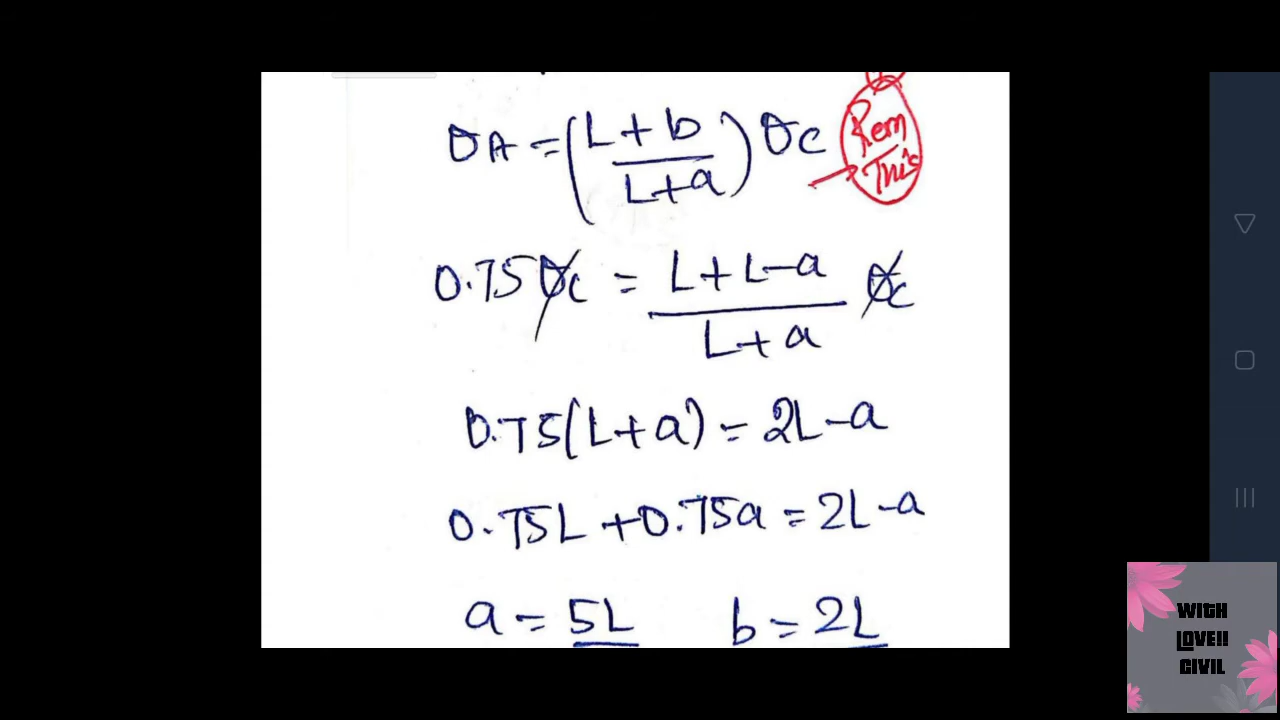 θA = (L + b / L + a) θC
Rem
This
0.75 θC = L + L - a / L + a θC
0.75(L + a) = 2L - a
0.75L + 0.75a = 2L - a
a = 5L b = 2L
WITH
LOVE11
CIVIL